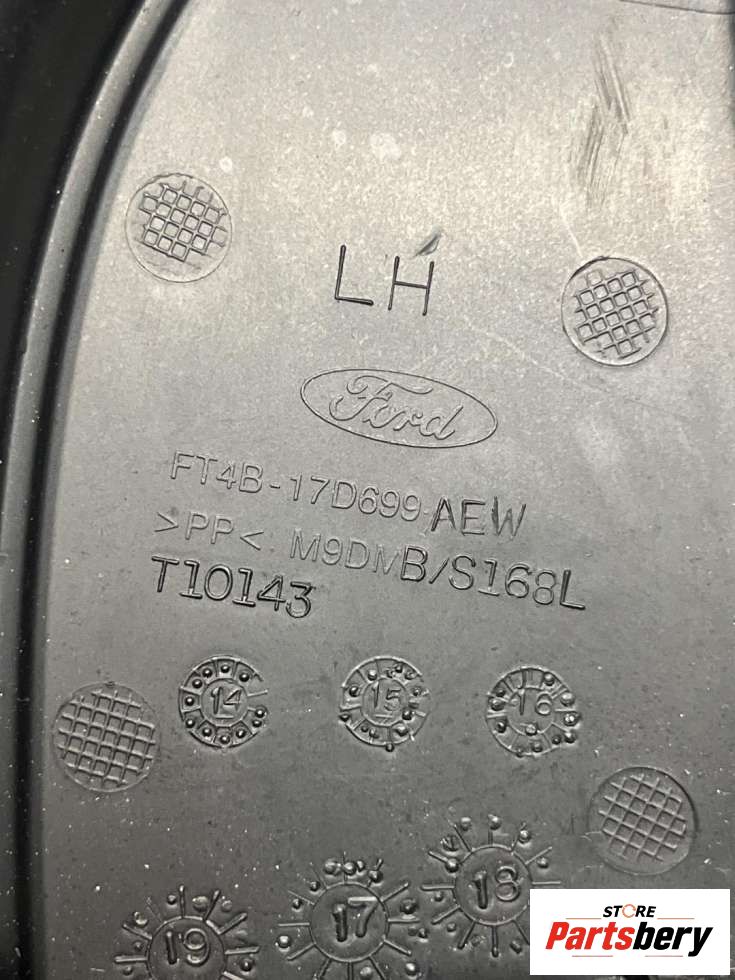 LH
Ford
FT4B-17D699-AEW
>PP< M9DMB/S168L
T10143
14 15 16
19 17 18
STORE
Partsbery